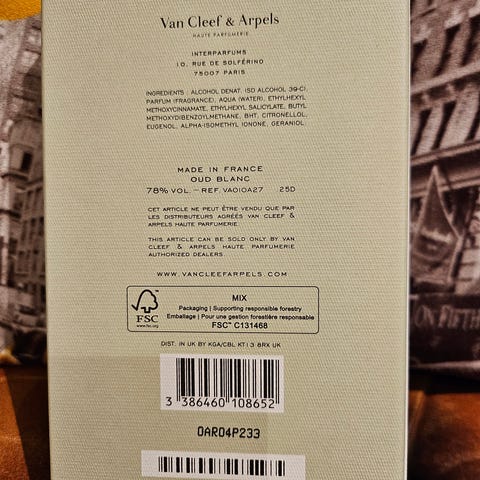 Van Cleef & Arpels
HAUTE PARFUMERIE
INTERPARFUMS
10, RUE DE SOLFÉRINO
75007 PARIS
INGREDIENTS : ALCOHOL DENAT. (SD ALCOHOL 39-C),
PARFUM (FRAGRANCE), AQUA (WATER), ETHYLHEXYL
METHOXYCINNAMATE, ETHYLHEXYL SALICYLATE, BUTYL
METHOXYDIBENZOYLMETHANE, BHT, CITRONELLOL,
EUGENOL, ALPHA-ISOMETHYL IONONE, GERANIOL.
MADE IN FRANCE
OUD BLANC
78% VOL. – REF. VA010A27 25D
CET ARTICLE NE PEUT ÊTRE VENDU QUE PAR
LES DISTRIBUTEURS AGRÉÉS VAN CLEEF &
ARPELS HAUTE PARFUMERIE.
THIS ARTICLE CAN BE SOLD ONLY BY VAN
CLEEF & ARPELS HAUTE PARFUMERIE
AUTHORIZED DEALERS
WWW.VANCLEEFARPELS.COM
FSC
www.fsc.org
MIX
Packaging | Supporting responsible forestry
Emballage | Pour une gestion forestière responsable
FSC™ C131468
DIST. IN UK BY KGA/CBL KT13 8RX UK
3 386460 108652
0AR04P233